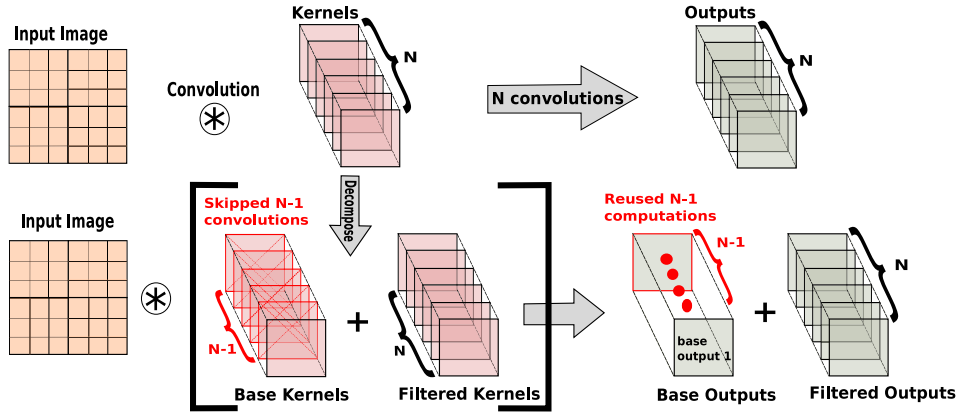 Input Image
Kernels
N
Convolution
N convolutions
Outputs
N
Decompose
Input Image
Skipped N-1
convolutions
N-1
Base Kernels
+
N
Filtered Kernels
Reused N-1
computations
N-1
base
output 1
Base Outputs
+
N
Filtered Outputs